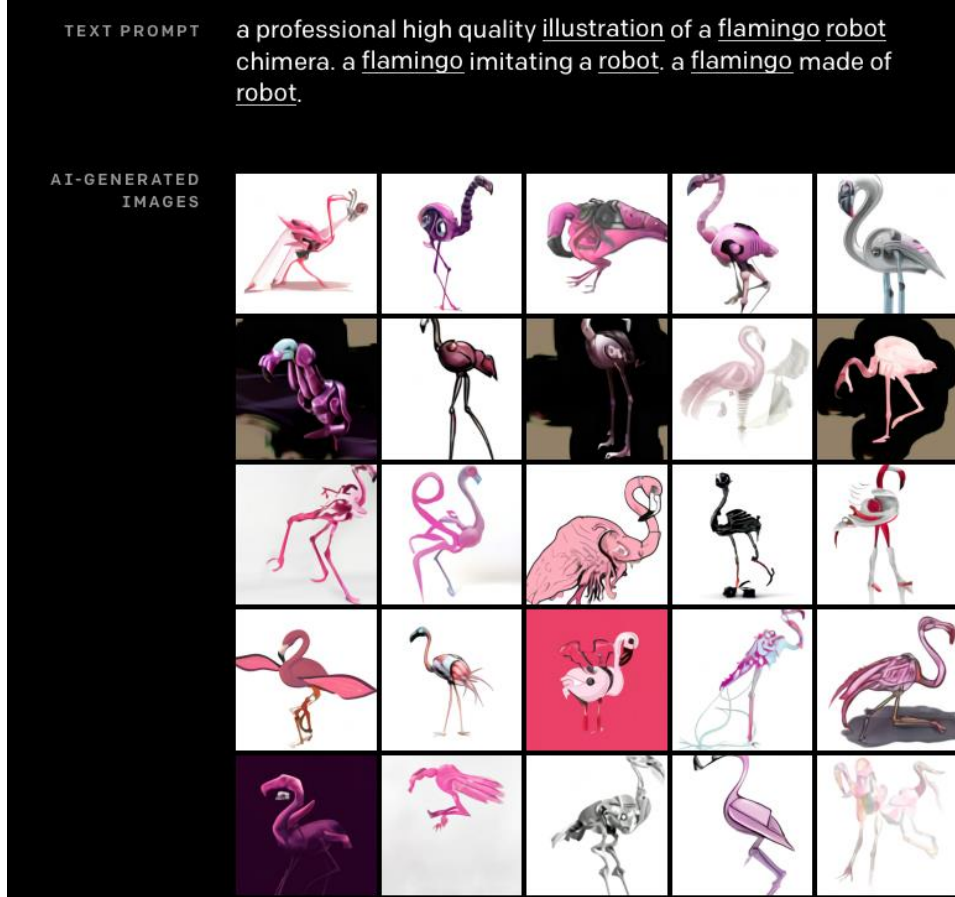 TEXT PROMPT
a professional high quality illustration of a flamingo robot
chimera. a flamingo imitating a robot. a flamingo made of
robot.
AI-GENERATED
IMAGES